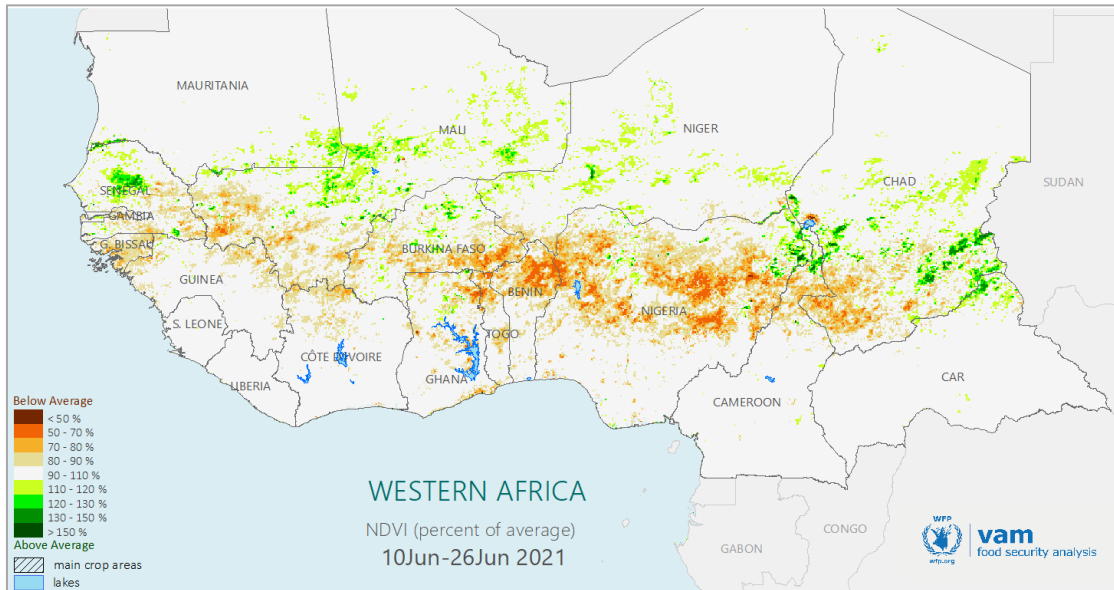 MAURITANIA
MALI
NIGER
CHAD
SUDAN
SENEGAL
GAMBIA
G. BISSAU
BURKINA FASO
GUINEA
BENIN
NIGERIA
S. LEONE
TOGO
CÔTE D'IVOIRE
LIBERIA
GHANA
CAMEROON
CAR
GABON
CONGO
Below Average
< 50 %
50 - 70 %
70 - 80 %
80 - 90 %
90 - 110 %
110 - 120 %
120 - 130 %
130 - 150 %
> 150 %
Above Average
main crop areas
lakes
WESTERN AFRICA
NDVI (percent of average)
10Jun-26Jun 2021
WFP
wfp.org
vam
food security analysis